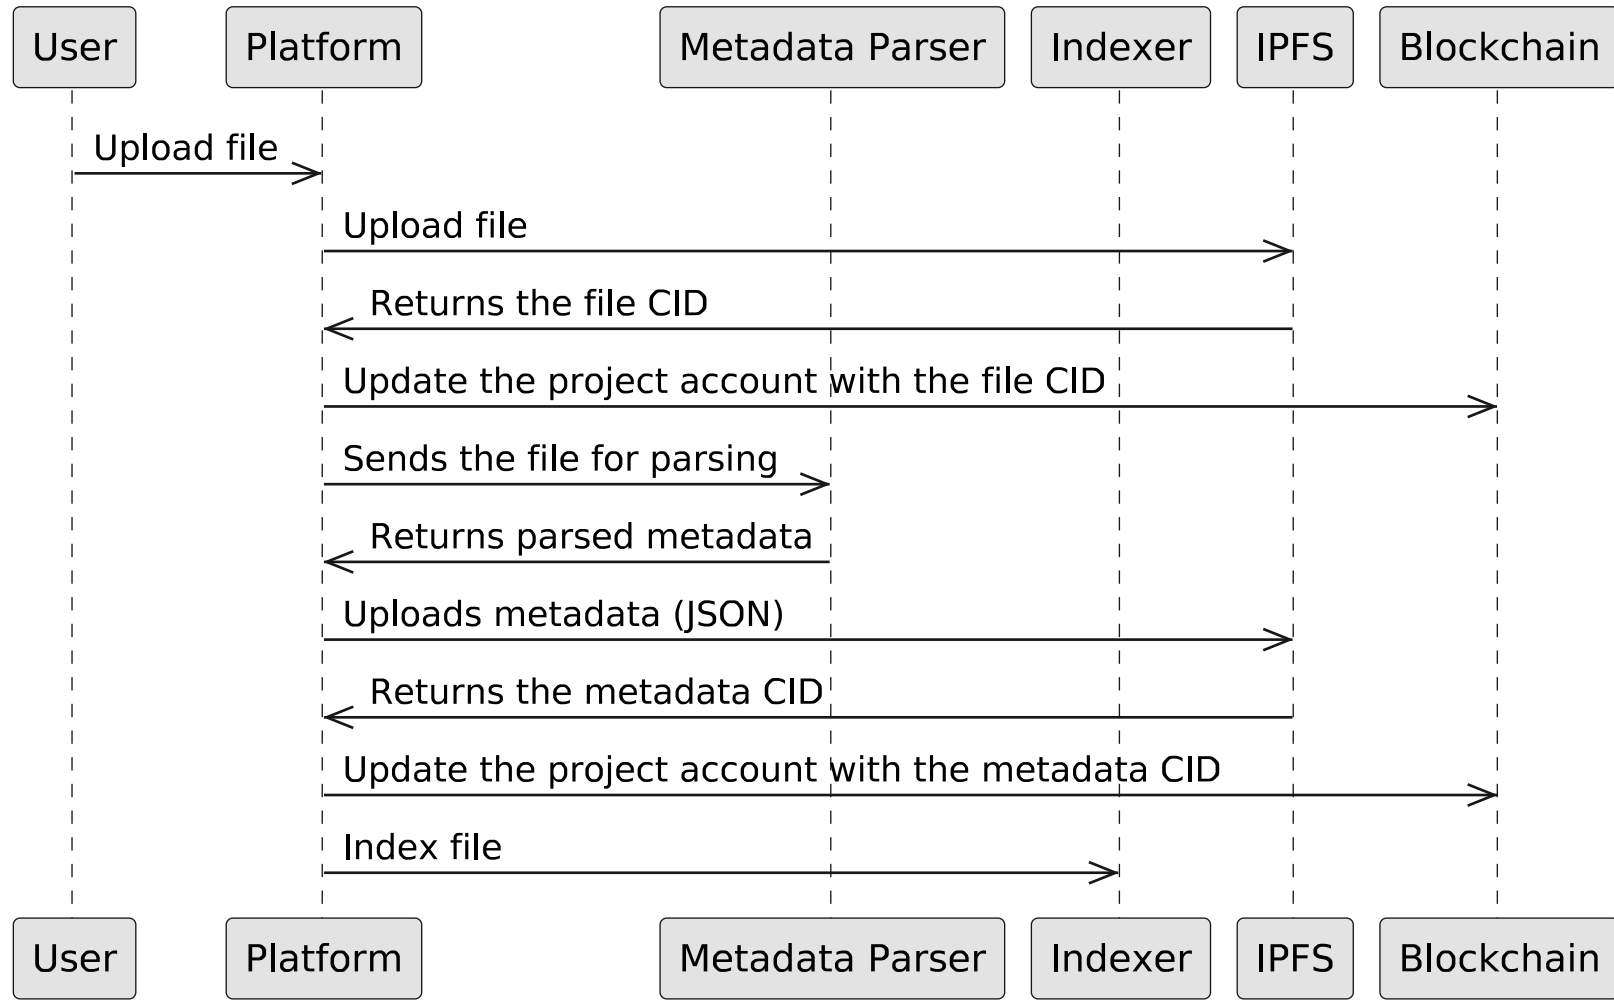 User Platform Metadata Parser Indexer IPFS Blockchain
Upload file
Upload file
Returns the file CID
Update the project account with the file CID
Sends the file for parsing
Returns parsed metadata
Uploads metadata (JSON)
Returns the metadata CID
Update the project account with the metadata CID
Index file
User Platform Metadata Parser Indexer IPFS Blockchain